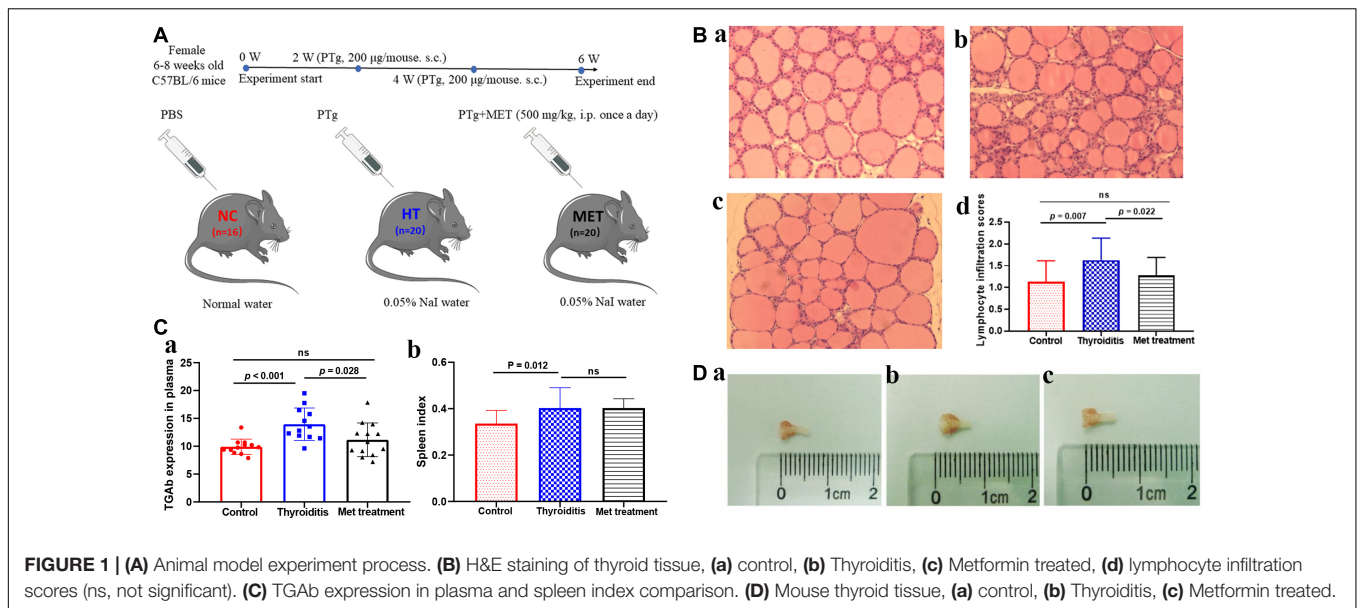 A
Female
6-8 weeks old
C57BL/6 mice
0 W
2 W (PTg, 200 μg/mouse. s.c.)
6 W
Experiment start
4 W (PTg, 200 μg/mouse. s.c.)
Experiment end
PBS
PTg
PTg+MET (500 mg/kg, i.p. once a day)
NC
(n=16)
HT
(n=20)
MET
(n=20)
Normal water
0.05% NaI water
0.05% NaI water
B a
b
c
d
Lymphocyte infiltration scores
2.5
2.0
1.5
1.0
0.5
0.0
ns
p = 0.007
p = 0.022
Control
Thyroiditis
Met treatment
C
a
TGAb expression in plasma
25
20
15
10
5
0
ns
p < 0.001
p = 0.028
Control
Thyroiditis
Met treatment
b
Spleen index
0.6
0.4
0.2
0.0
P = 0.012
ns
Control
Thyroiditis
Met treatment
D a
0 1cm 2
b
0 1cm 2
c
0 1cm 2
FIGURE 1 | (A) Animal model experiment process. (B) H&E staining of thyroid tissue, (a) control, (b) Thyroiditis, (c) Metformin treated, (d) lymphocyte infiltration
scores (ns, not significant). (C) TGAb expression in plasma and spleen index comparison. (D) Mouse thyroid tissue, (a) control, (b) Thyroiditis, (c) Metformin treated.